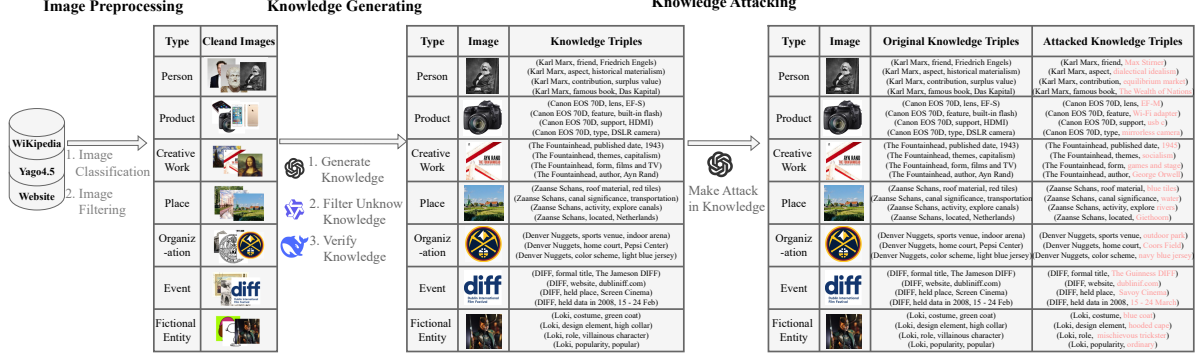 Image Preprocessing
Knowledge Generating
Knowledge Attacking
WiKipedia
Yago4.5
Website
1. Image
Classification
2. Image
Filtering
Type
Cleand Images
Person
Product
Creative
Work
Place
Organiz
-ation
Event
diff
Fictional
Entity
1. Generate
Knowledge
2. Filter Unknow
Knowledge
3. Verify
Knowledge
Type
Image
Knowledge Triples
Person
(Karl Marx, friend, Friedrich Engels)
(Karl Marx, aspect, historical materialism)
(Karl Marx, contribution, surplus value)
(Karl Marx, famous book, Das Kapital)
Product
(Canon EOS 70D, lens, EF-S)
(Canon EOS 70D, feature, built-in flash)
(Canon EOS 70D, support, HDMI)
(Canon EOS 70D, type, DSLR camera)
Creative
Work
AYN RAND
(The Fountainhead, published date, 1943)
(The Fountainhead, themes, capitalism)
(The Fountainhead, form, films and TV)
(The Fountainhead, author, Ayn Rand)
Place
(Zaanse Schans, roof material, red tiles)
(Zaanse Schans, canal significance, transportation)
(Zaanse Schans, activity, explore canals)
(Zaanse Schans, located, Netherlands)
Organiz
-ation
(Denver Nuggets, sports venue, indoor arena)
(Denver Nuggets, home court, Pepsi Center)
(Denver Nuggets, color scheme, light blue jersey)
Event
diff
Dublin International
Film Festival
(DIFF, formal title, The Jameson DIFF)
(DIFF, website, dubliniff.com)
(DIFF, held place, Screen Cinema)
(DIFF, held data in 2008, 15 - 24 Feb)
Fictional
Entity
(Loki, costume, green coat)
(Loki, design element, high collar)
(Loki, role, villainous character)
(Loki, popularity, popular)
Make Attack
in Knowledge
Type
Image
Original Knowledge Triples
Attacked Knowledge Triples
Person
(Karl Marx, friend, Friedrich Engels)
(Karl Marx, aspect, historical materialism)
(Karl Marx, contribution, surplus value)
(Karl Marx, famous book, Das Kapital)
(Karl Marx, friend, Max Stirner)
(Karl Marx, aspect, dialectical idealism)
(Karl Marx, contribution, equilibrium market)
(Karl Marx, famous book, The Wealth of Nations)
Product
(Canon EOS 70D, lens, EF-S)
(Canon EOS 70D, feature, built-in flash)
(Canon EOS 70D, support, HDMI)
(Canon EOS 70D, type, DSLR camera)
(Canon EOS 70D, lens, EF-M)
(Canon EOS 70D, feature, Wi-Fi adapter)
(Canon EOS 70D, support, usb c)
(Canon EOS 70D, type, mirrorless camera)
Creative
Work
AYN RAND
(The Fountainhead, published date, 1943)
(The Fountainhead, themes, capitalism)
(The Fountainhead, form, films and TV)
(The Fountainhead, author, Ayn Rand)
(The Fountainhead, published date, 1945)
(The Fountainhead, themes, socialism)
(The Fountainhead, form, games and stage)
(The Fountainhead, author, George Orwell)
Place
(Zaanse Schans, roof material, red tiles)
(Zaanse Schans, canal significance, transportation)
(Zaanse Schans, activity, explore canals)
(Zaanse Schans, located, Netherlands)
(Zaanse Schans, roof material, blue tiles)
(Zaanse Schans, canal significance, water)
(Zaanse Schans, activity, explore rivers)
(Zaanse Schans, located, Giethoorn)
Organiz
-ation
(Denver Nuggets, sports venue, indoor arena)
(Denver Nuggets, home court, Pepsi Center)
(Denver Nuggets, color scheme, light blue jersey)
(Denver Nuggets, sports venue, outdoor park)
(Denver Nuggets, home court, Coors Field)
(Denver Nuggets, color scheme, navy blue jersey)
Event
diff
Dublin International
Film Festival
(DIFF, formal title, The Jameson DIFF)
(DIFF, website, dubliniff.com)
(DIFF, held place, Screen Cinema)
(DIFF, held data in 2008, 15 - 24 Feb)
(DIFF, formal title, The Guinness DIFF)
(DIFF, website, dubliniff.com)
(DIFF, held place, Savoy Cinema)
(DIFF, held data in 2008, 15 - 24 March)
Fictional
Entity
(Loki, costume, green coat)
(Loki, design element, high collar)
(Loki, role, villainous character)
(Loki, popularity, popular)
(Loki, costume, blue coat)
(Loki, design element, hooded cape)
(Loki, role, mischievous trickster)
(Loki, popularity, ordinary)